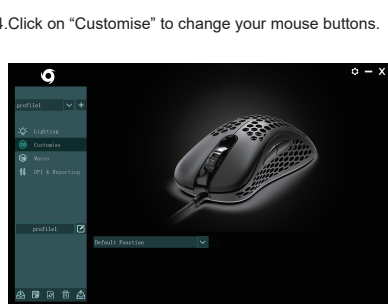 4.Click on “Customise” to change your mouse buttons.
profile1
Lighting
Customise
Macro
DPI & Reporting
profile1
Default Function